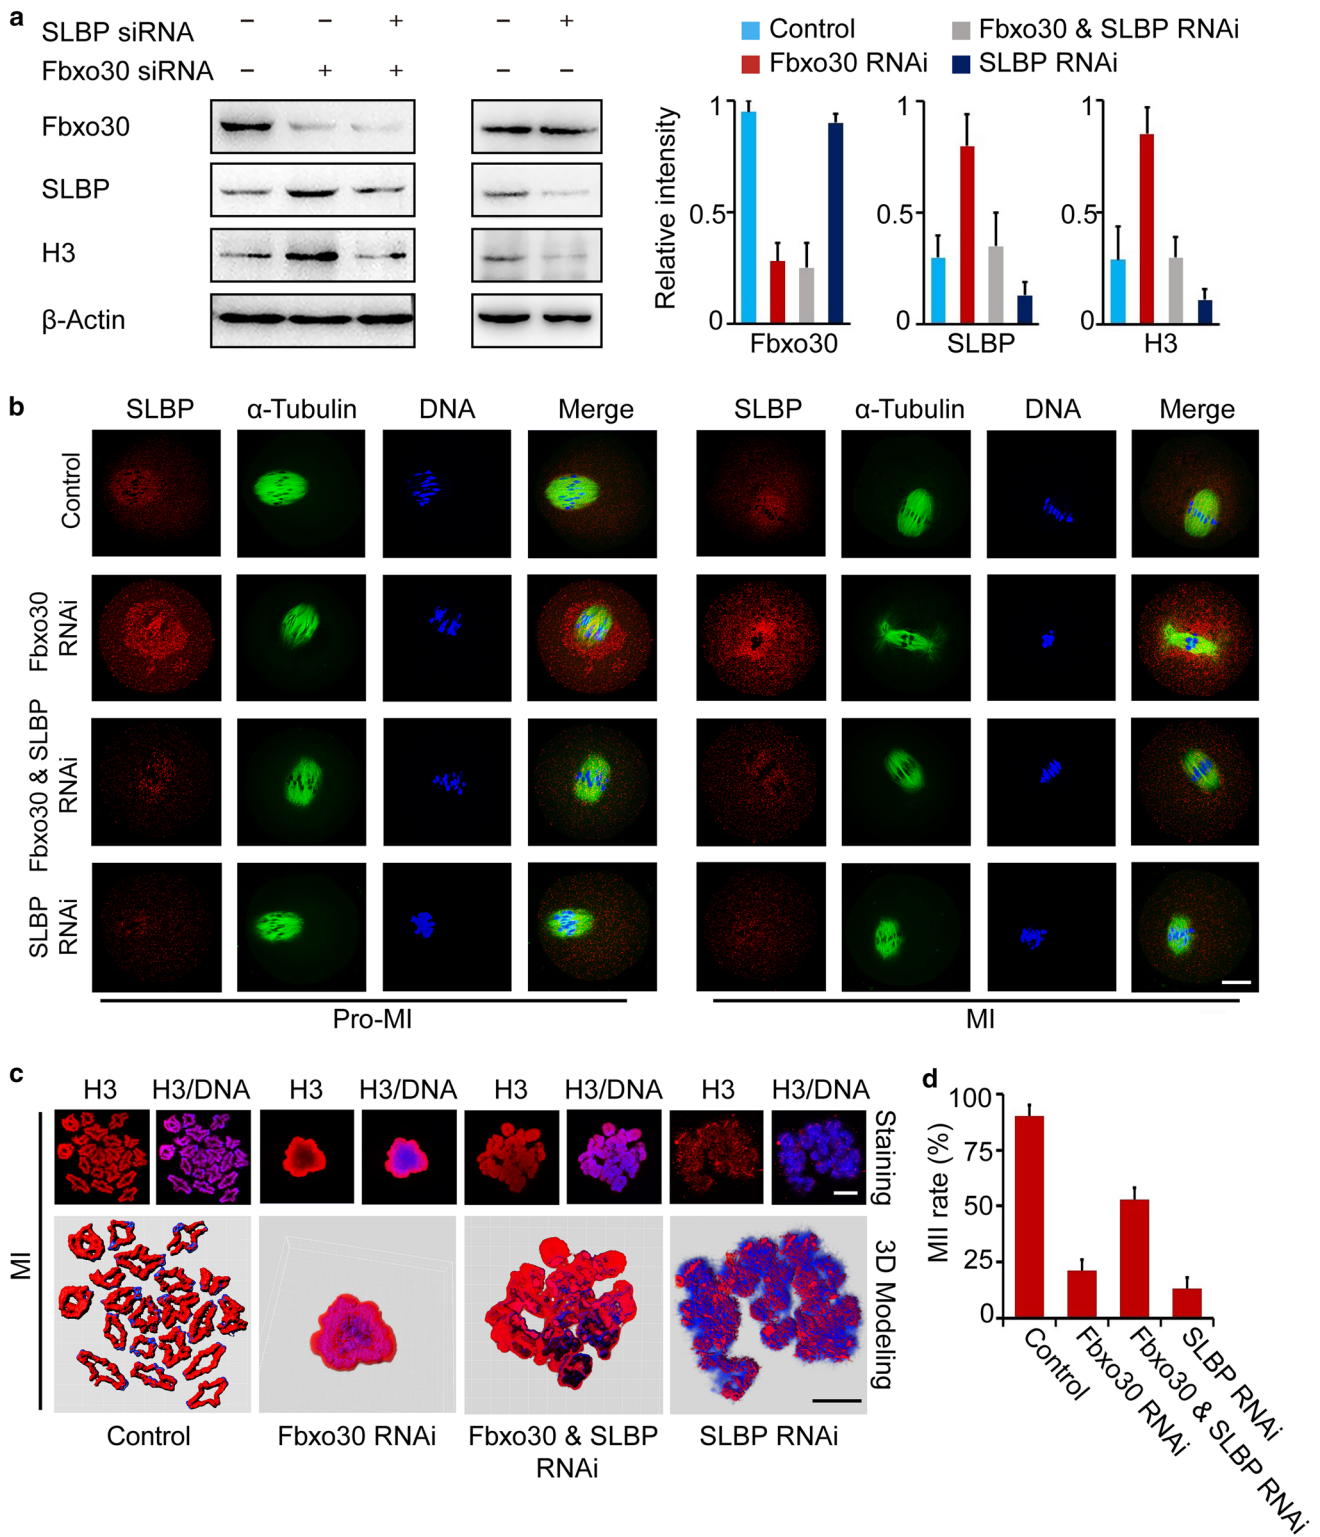 a
SLBP siRNA − − + − +
Fbxo30 siRNA − + + − −
Fbxo30
SLBP
H3
β-Actin
Control
Fbxo30 & SLBP RNAi
Fbxo30 RNAi
SLBP RNAi
Relative intensity
1 1 1
0.5 0.5 0.5
0 0 0
Fbxo30 SLBP H3
b
SLBP α-Tubulin DNA Merge SLBP α-Tubulin DNA Merge
Control
Fbxo30
RNAi
Fbxo30 & SLBP
RNAi
SLBP
RNAi
Pro-MI MI
c
H3 H3/DNA H3 H3/DNA H3 H3/DNA H3 H3/DNA
MI
Staining
3D Modeling
Control
Fbxo30 RNAi
Fbxo30 & SLBP
RNAi
SLBP RNAi
d
MII rate (%)
100
75
50
25
0
Control
Fbxo30 RNAi
Fbxo30 & SLBP RNAi
SLBP RNAi